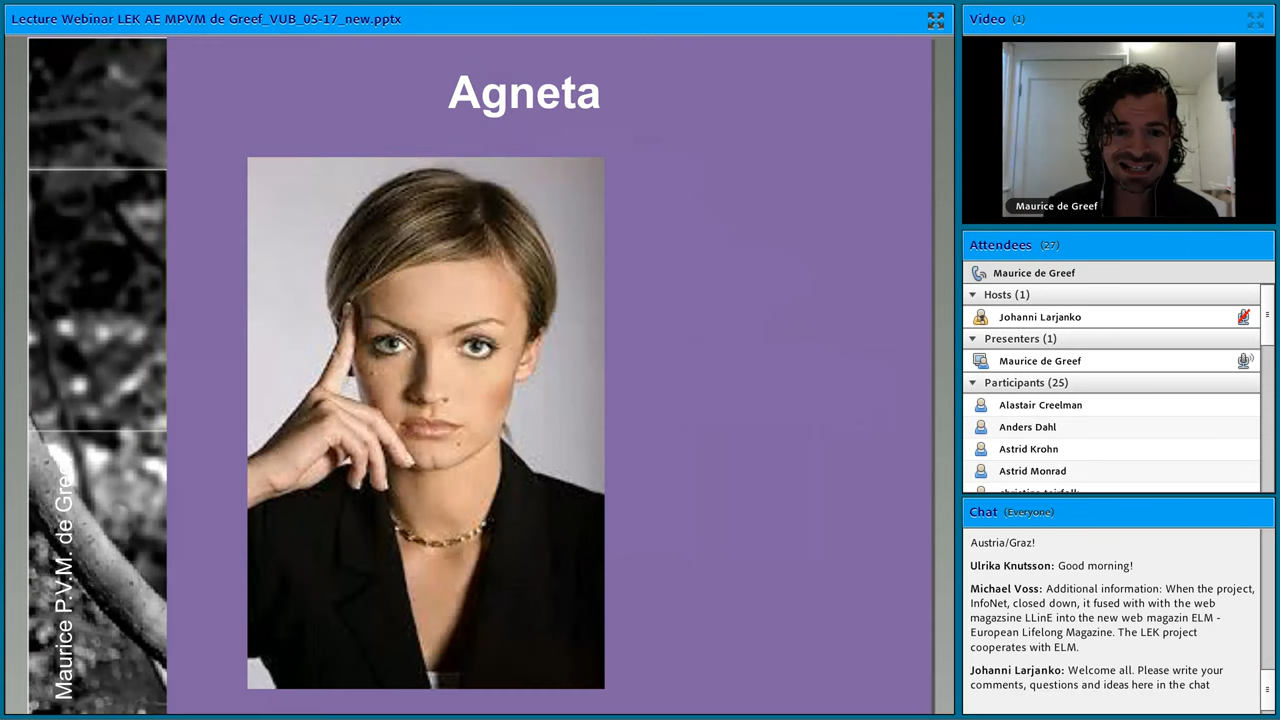 Lecture Webinar LEK AE MPVM de Greef_VUB_05-17_new.pptx
Agneta
Maurice P.V.M. de Greef
Video (1)
Maurice de Greef
Attendees (27)
Maurice de Greef
Hosts (1)
Johanni Larjanko
Presenters (1)
Maurice de Greef
Participants (25)
Alastair Creelman
Anders Dahl
Astrid Krohn
Astrid Monrad
Chat (Everyone)
Austria/Graz!
Ulrika Knutsson: Good morning!
Michael Voss: Additional information: When the project,
InfoNet, closed down, it fused with with the web
magazsine LLinE into the new web magazin ELM -
European Lifelong Magazine. The LEK project
cooperates with ELM.
Johanni Larjanko: Welcome all. Please write your
comments, questions and ideas here in the chat